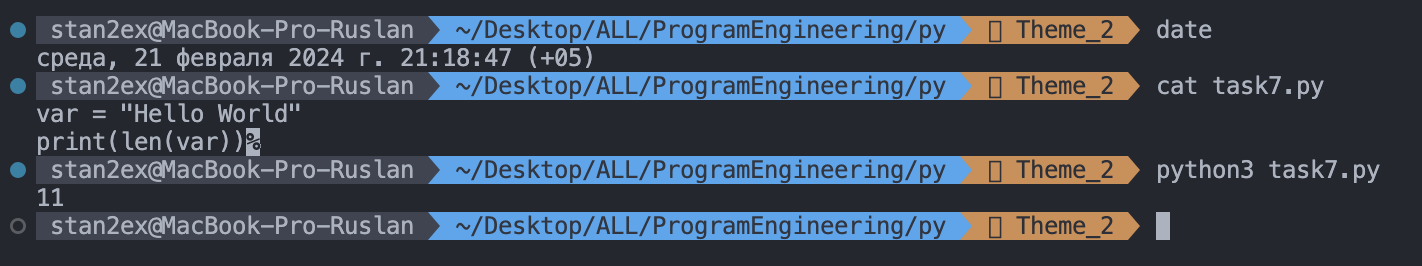 stan2ex@MacBook-Pro-Ruslan ~/Desktop/ALL/ProgramEngineering/py Theme_2 date
среда, 21 февраля 2024 г. 21:18:47 (+05)
stan2ex@MacBook-Pro-Ruslan ~/Desktop/ALL/ProgramEngineering/py Theme_2 cat task7.py
var = "Hello World"
print(len(var))%
stan2ex@MacBook-Pro-Ruslan ~/Desktop/ALL/ProgramEngineering/py Theme_2 python3 task7.py
11
stan2ex@MacBook-Pro-Ruslan ~/Desktop/ALL/ProgramEngineering/py Theme_2